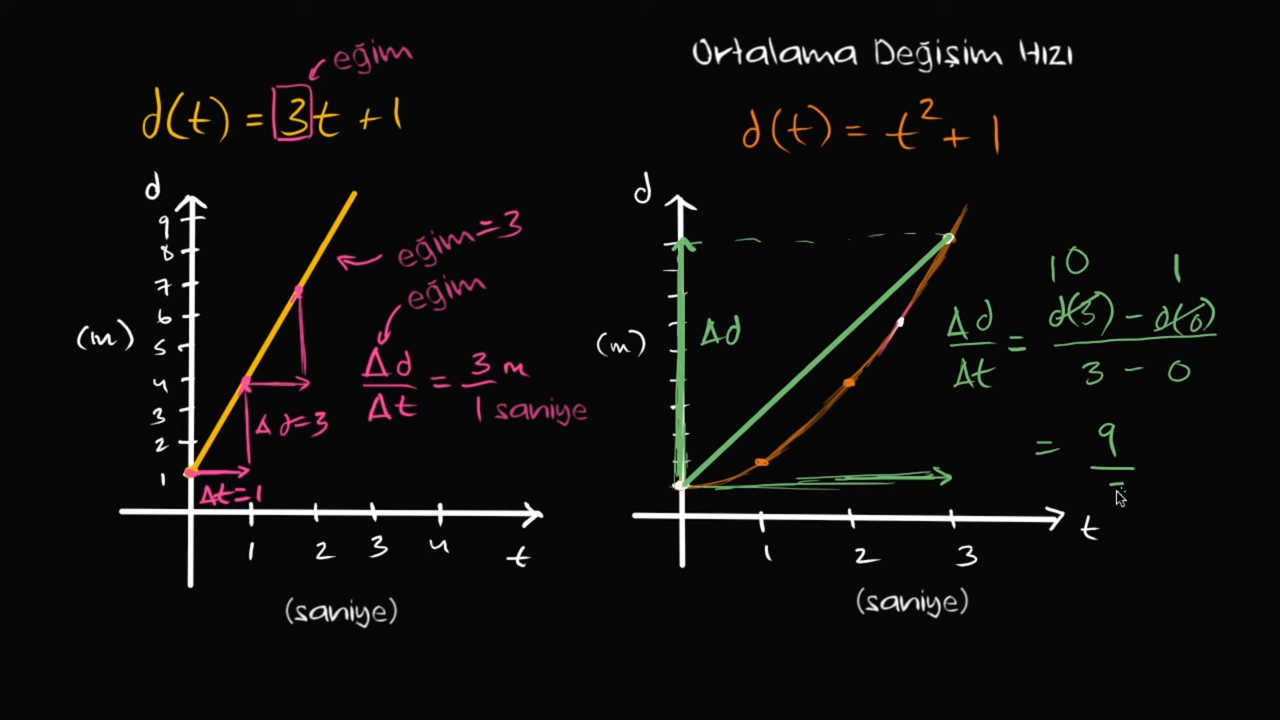 eğim
d(t) = 3t + 1
d
9
8
7
6
5
4
3
2
1
(m)
eğim = 3
eğim
Δd/Δt = 3 m/1 saniye
Δd=3
Δt=1
1 2 3 4 t
(saniye)
Ortalama Değişim Hızı
d(t) = t² + 1
d
(m)
Δd
10 1
Δd/Δt = d(3) - d(0)/3 - 0
= 9
1 2 3 t
(saniye)